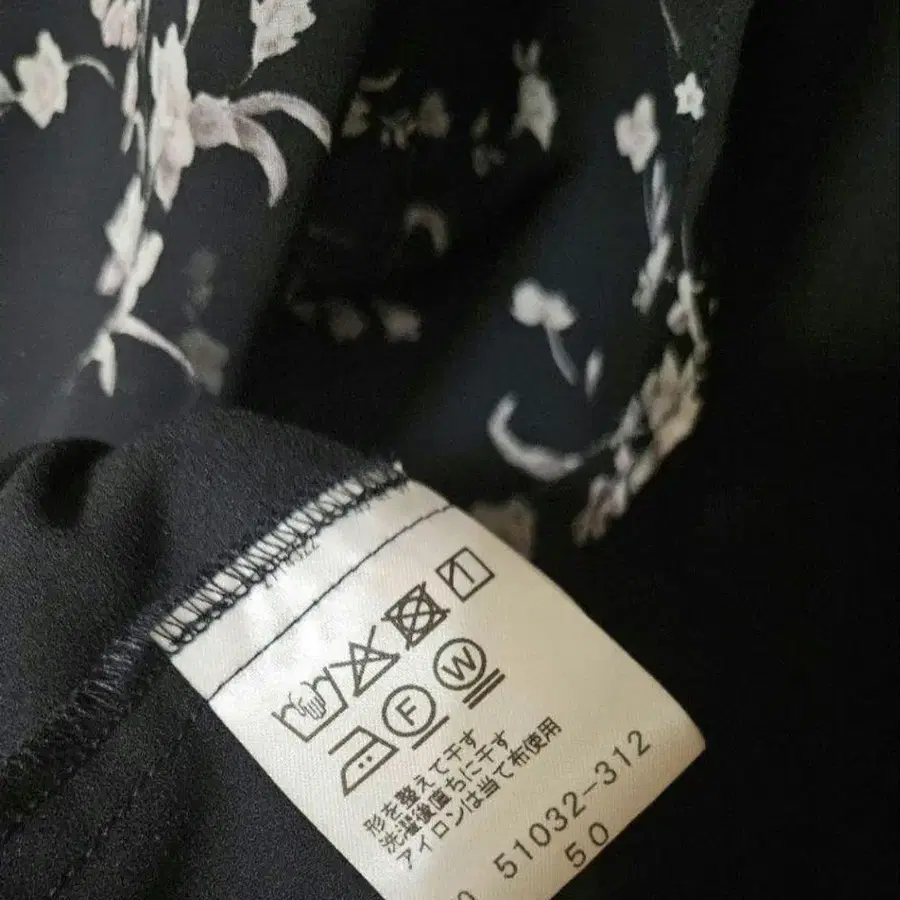 F W
形を整えて干す
洗濯後直ちに干す
アイロンは当て布使用
51032-312
50